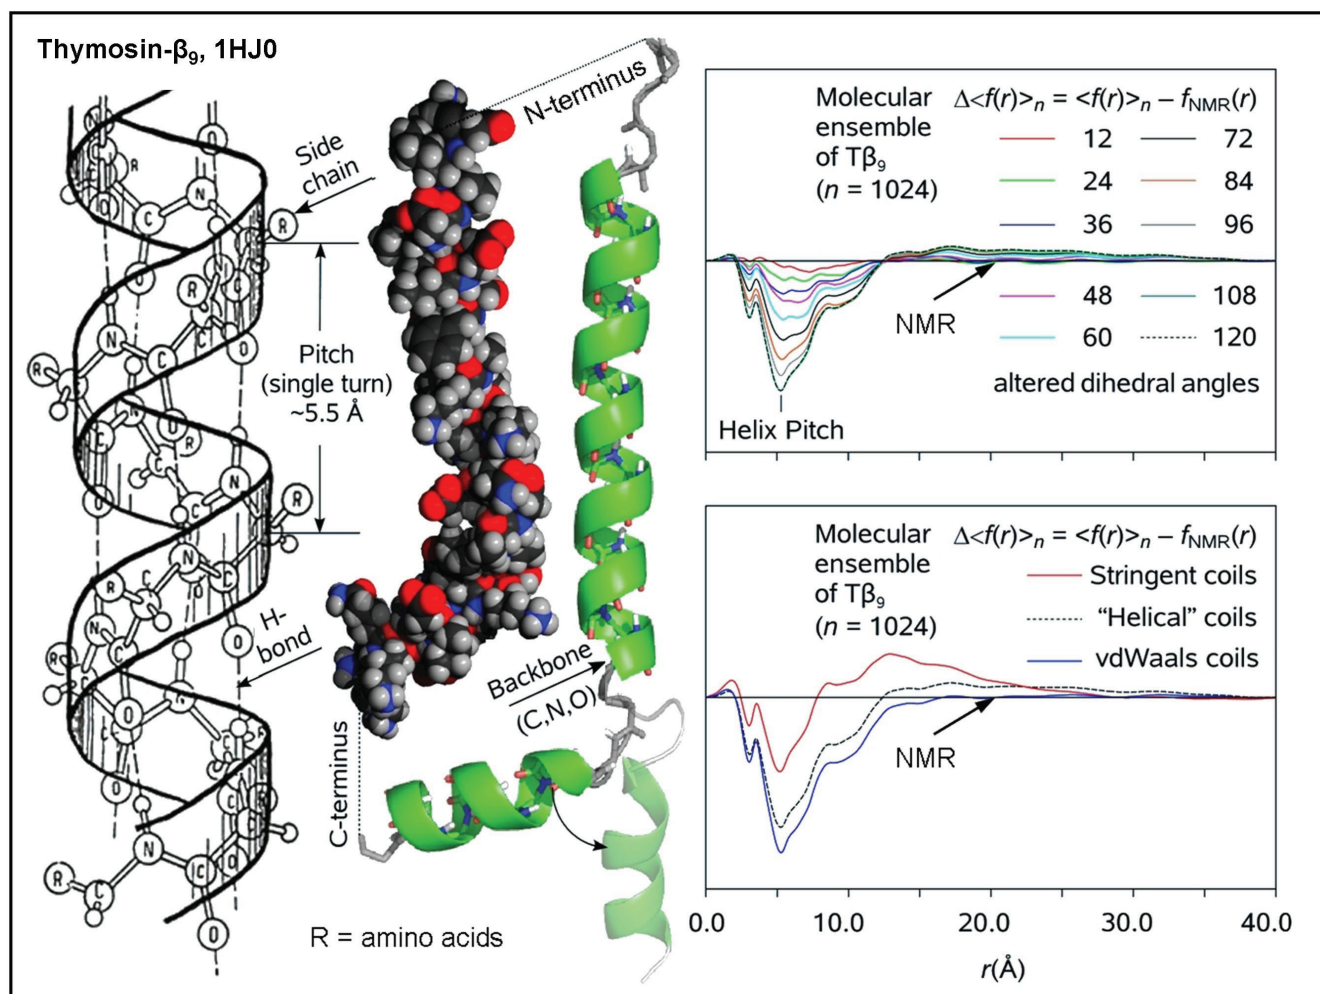 Thymosin-β₉, 1HJ0
Side
chain
Pitch
(single turn)
~5.5 Å
H-
bond
N-terminus
Backbone
(C,N,O)
C-terminus
R = amino acids
Molecular
ensemble
of Tβ₉
(n = 1024)
Δ<f(r)>ₙ = <f(r)>ₙ − f_NMR(r)
12
72
24
84
36
96
48
108
60
120
NMR
altered dihedral angles
Helix Pitch
Molecular
ensemble
of Tβ₉
(n = 1024)
Δ<f(r)>ₙ = <f(r)>ₙ − f_NMR(r)
Stringent coils
“Helical” coils
vdWaals coils
NMR
0.0 10.0 20.0 30.0 40.0
r(Å)